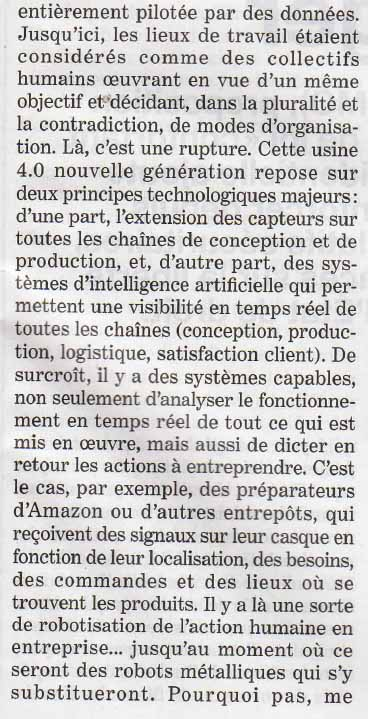 entièrement pilotée par des données.
Jusqu'ici, les lieux de travail étaient
considérés comme des collectifs
humains œuvrant en vue d'un même
objectif et décidant, dans la pluralité et
la contradiction, de modes d'organisa-
tion. Là, c'est une rupture. Cette usine
4.0 nouvelle génération repose sur
deux principes technologiques majeurs:
d'une part, l'extension des capteurs sur
toutes les chaînes de conception et de
production, et, d'autre part, des sys-
tèmes d'intelligence artificielle qui per-
mettent une visibilité en temps réel de
toutes les chaînes (conception, produc-
tion, logistique, satisfaction client). De
surcroît, il y a des systèmes capables,
non seulement d'analyser le fonctionne-
ment en temps réel de tout ce qui est
mis en œuvre, mais aussi de dicter en
retour les actions à entreprendre. C'est
le cas, par exemple, des préparateurs
d'Amazon ou d'autres entrepôts, qui
reçoivent des signaux sur leur casque en
fonction de leur localisation, des besoins,
des commandes et des lieux où se
trouvent les produits. Il y a là une sorte
de robotisation de l'action humaine en
entreprise... jusqu'au moment où ce
seront des robots métalliques qui s'y
substitueront. Pourquoi pas, me